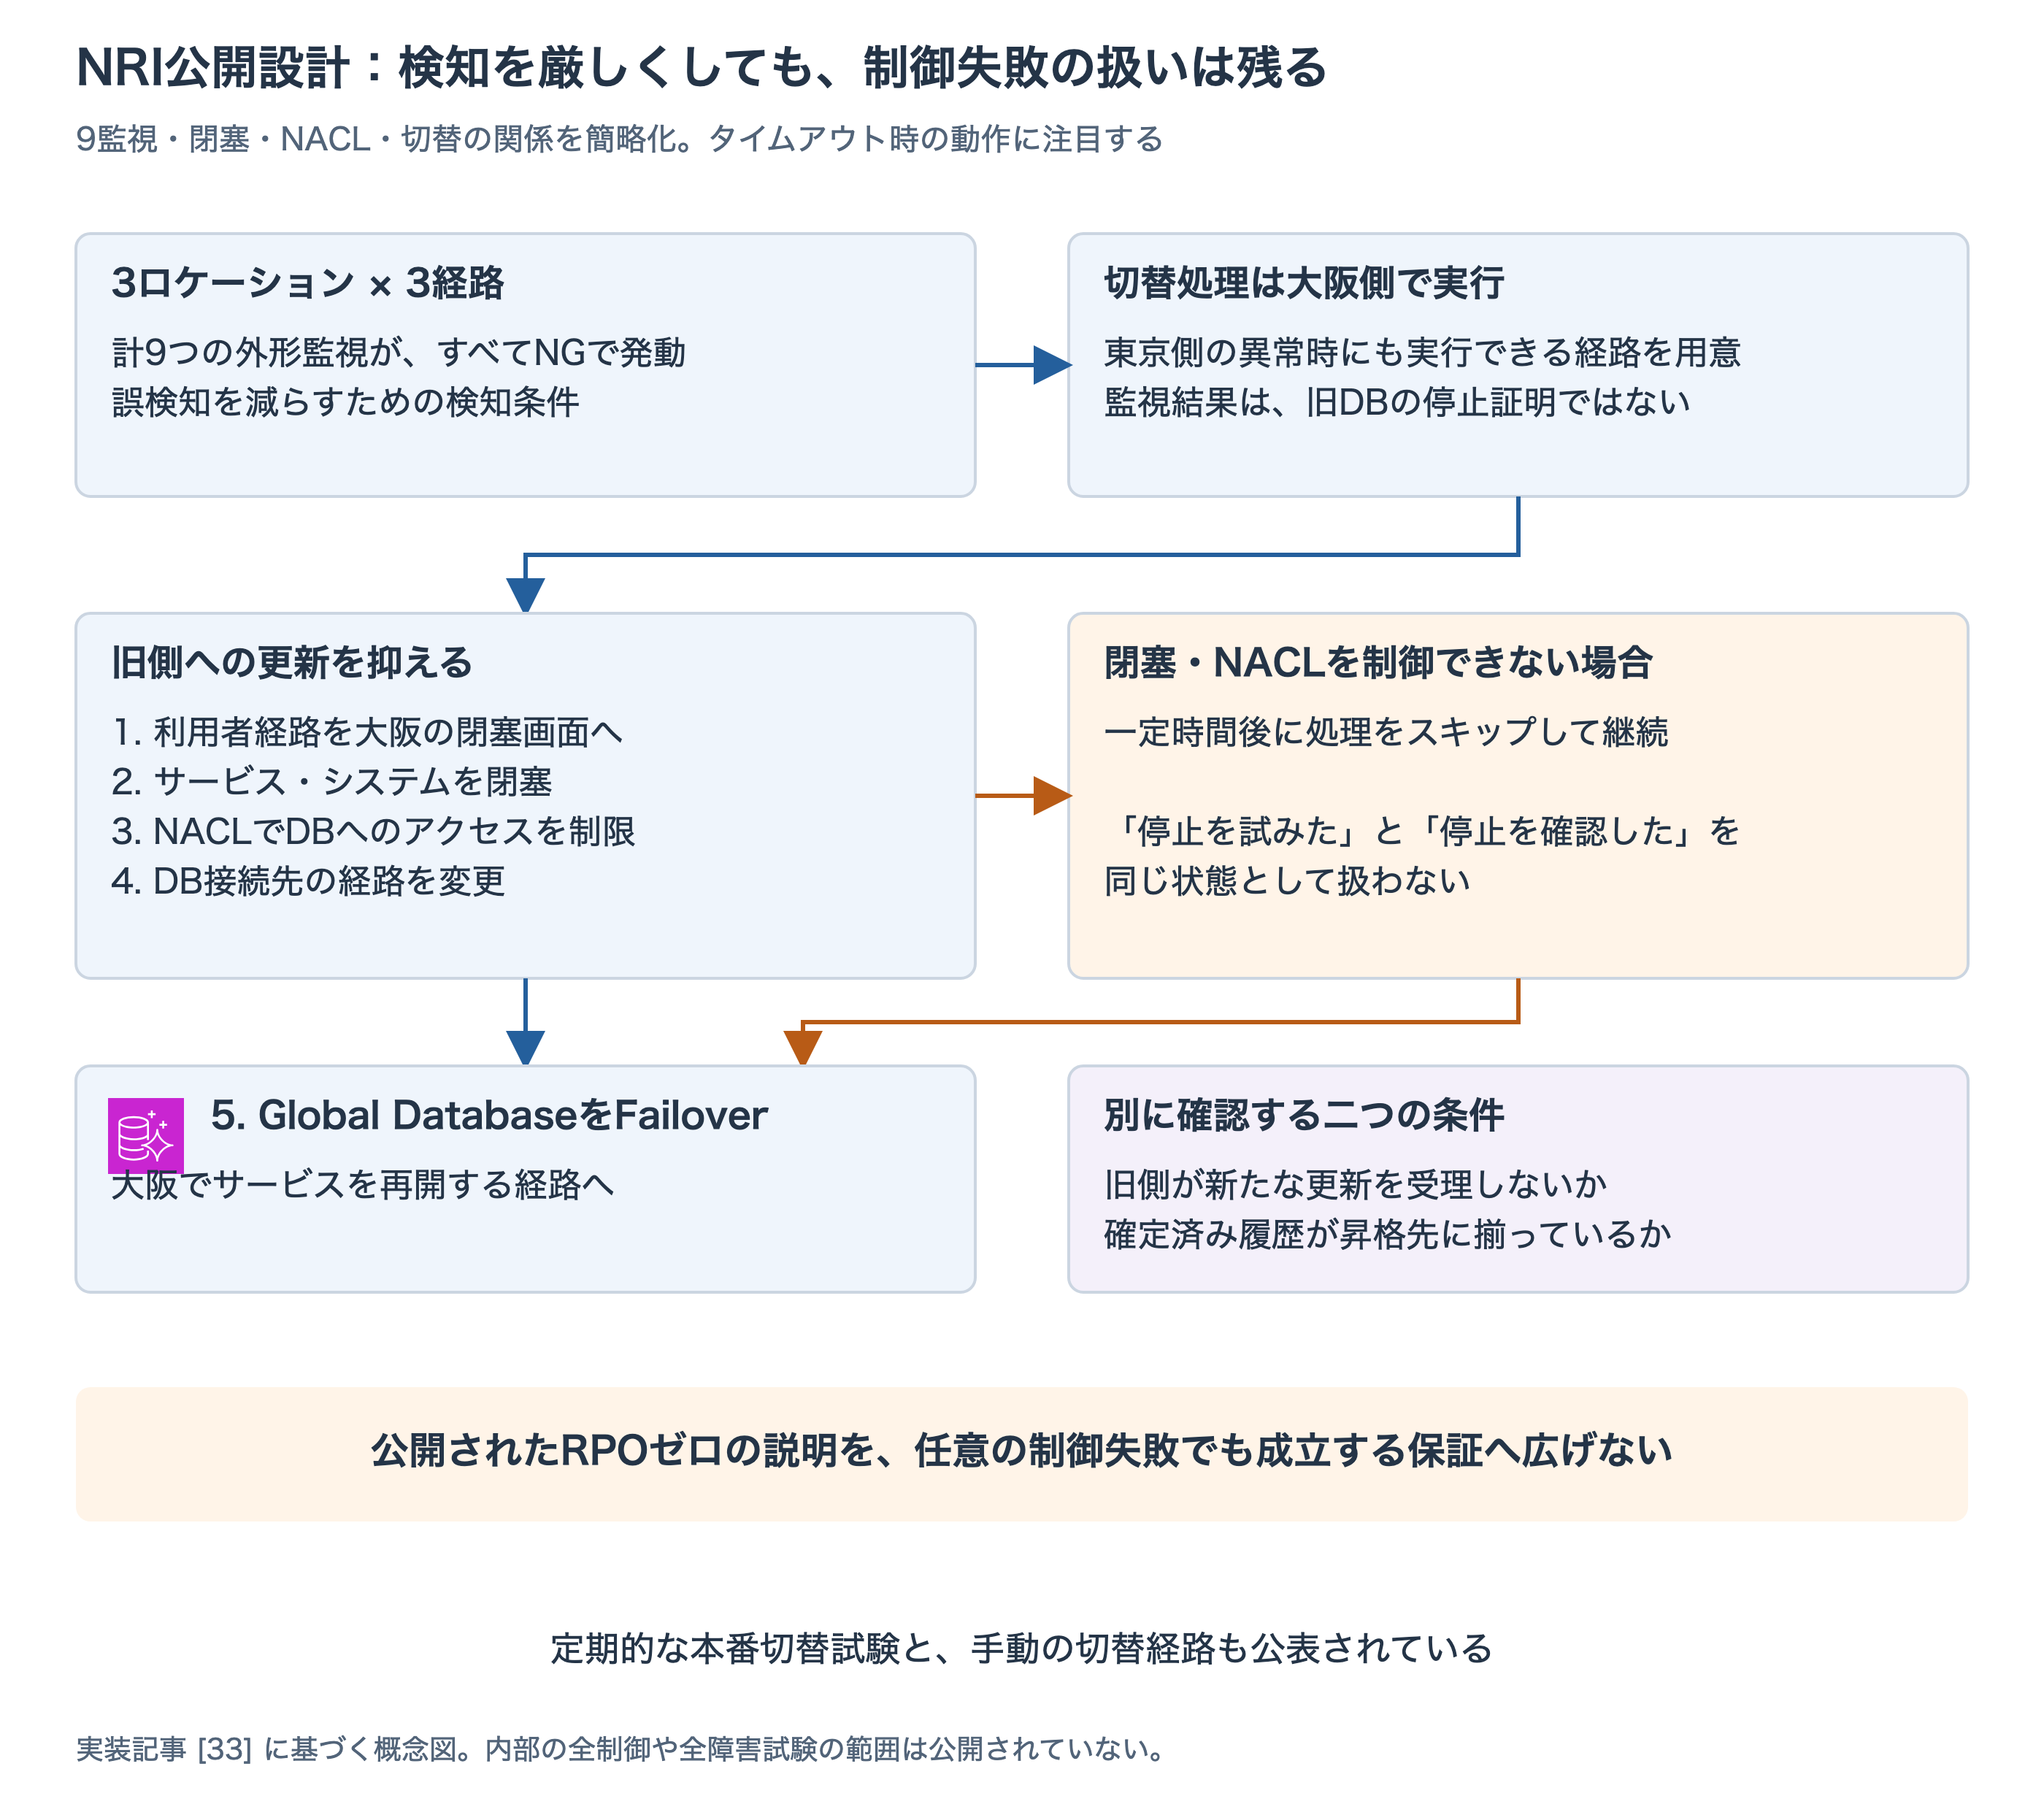 NRI公開設計：検知を厳しくしても、制御失敗の扱いは残る
9監視・閉塞・NACL・切替の関係を簡略化。タイムアウト時の動作に注目する
3ロケーション × 3経路
計9つの外形監視が、すべてNGで発動
誤検知を減らすための検知条件
切替処理は大阪側で実行
東京側の異常時にも実行できる経路を用意
監視結果は、旧DBの停止証明ではない
旧側への更新を抑える
1. 利用者経路を大阪の閉塞画面へ
2. サービス・システムを閉塞
3. NACLでDBへのアクセスを制限
4. DB接続先の経路を変更
閉塞・NACLを制御できない場合
一定時間後に処理をスキップして継続
「停止を試みた」と「停止を確認した」を
同じ状態として扱わない
5. Global DatabaseをFailover
大阪でサービスを再開する経路へ
別に確認する二つの条件
旧側が新たな更新を受理しないか
確定済み履歴が昇格先に揃っているか
公開されたRPOゼロの説明を、任意の制御失敗でも成立する保証へ広げない
定期的な本番切替試験と、手動の切替経路も公表されている
実装記事 [33] に基づく概念図。内部の全制御や全障害試験の範囲は公開されていない。